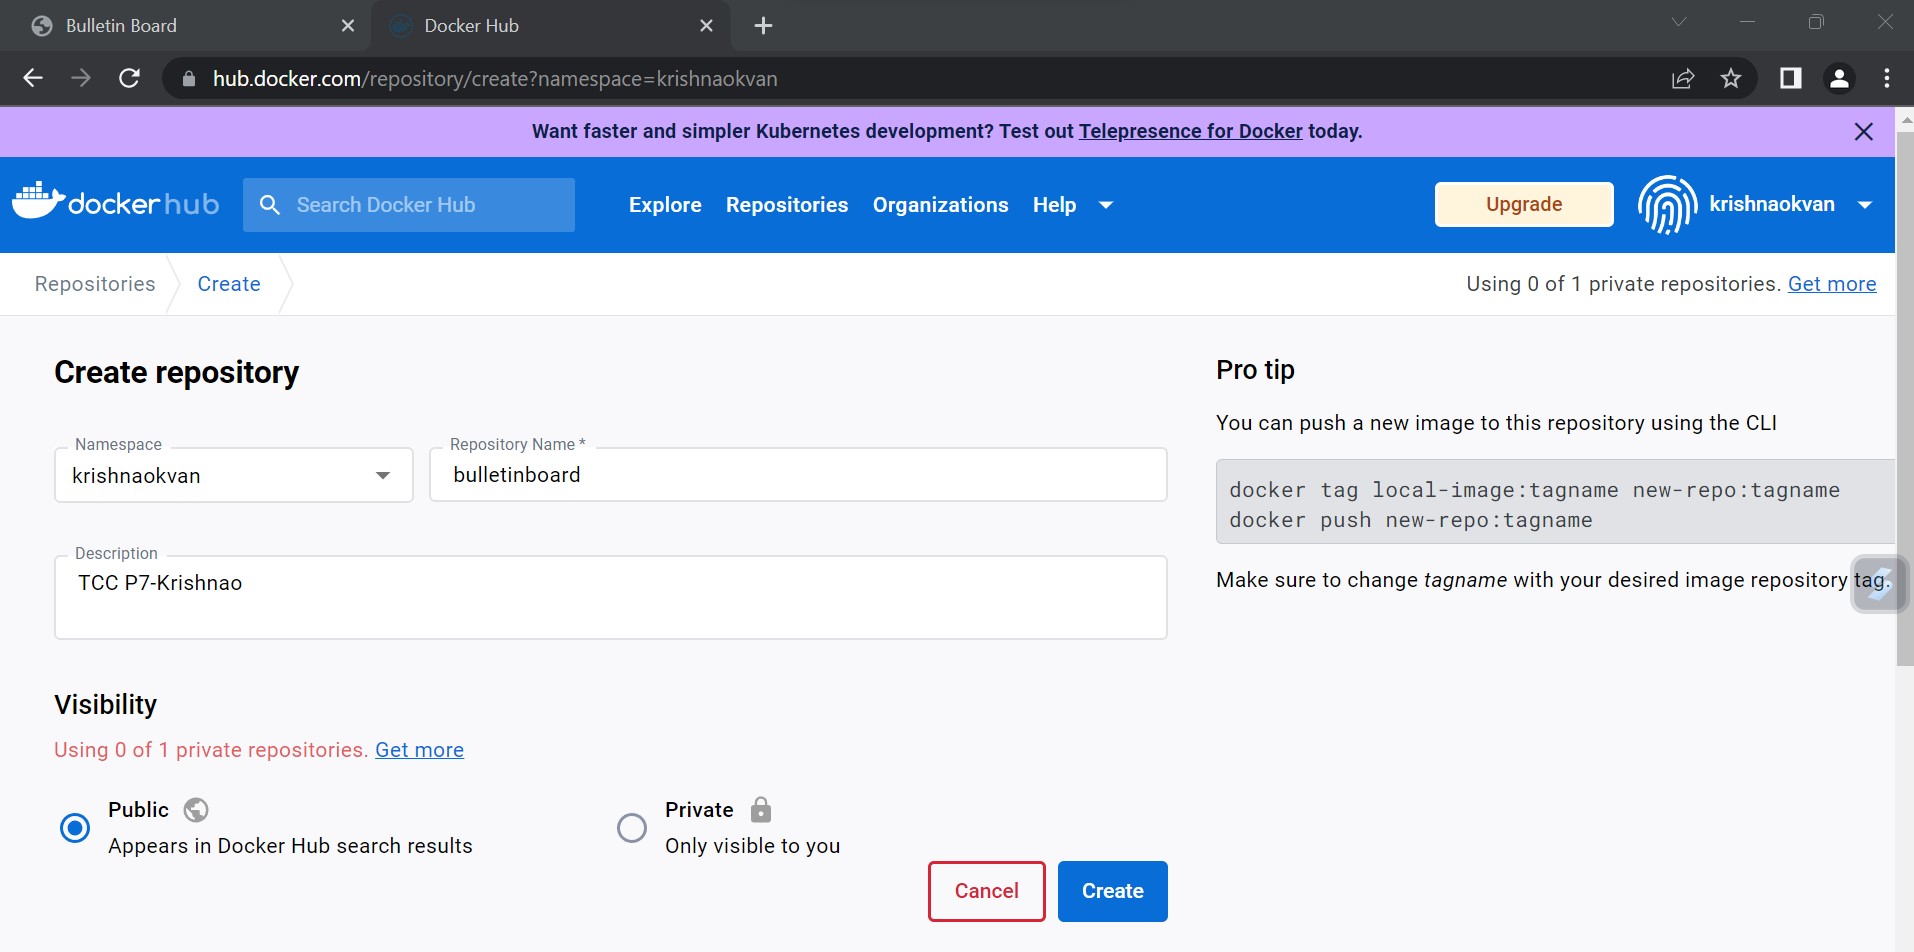 Bulletin Board
Docker Hub
hub.docker.com/repository/create?namespace=krishnaokvan
Want faster and simpler Kubernetes development? Test out Telepresence for Docker today.
dockerhub
Search Docker Hub
Explore
Repositories
Organizations
Help
Upgrade
krishnaokvan
Repositories
Create
Using 0 of 1 private repositories. Get more
Create repository
Namespace
krishnaokvan
Repository Name *
bulletinboard
Description
TCC P7-Krishnao
Visibility
Using 0 of 1 private repositories. Get more
Public
Appears in Docker Hub search results
Private
Only visible to you
Cancel
Create
Pro tip
You can push a new image to this repository using the CLI
docker tag local-image:tagname new-repo:tagname
docker push new-repo:tagname
Make sure to change tagname with your desired image repository tag.